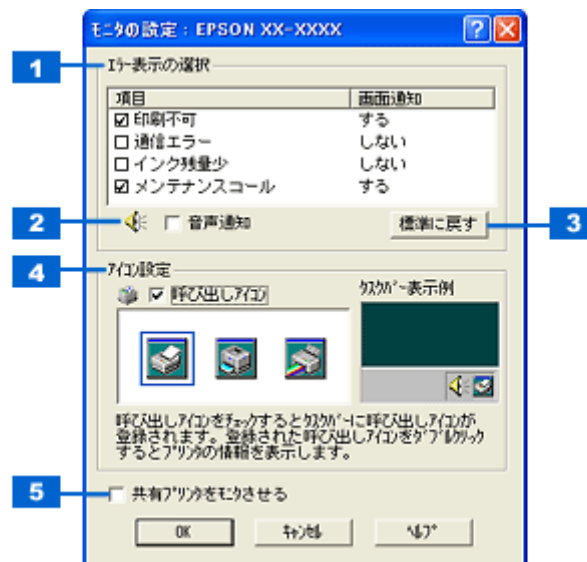 モニタの設定：EPSON XX-XXXX
1
エラー表示の選択
項目 画面通知
印刷不可 する
通信エラー しない
インク残量少 しない
メンテナンスコール する
2
音声通知
標準に戻す
3
4
アイコン設定
呼び出しアイコン
タスクバー表示例
呼び出しアイコンをチェックするとタスクバーに呼び出しアイコンが
登録されます。登録された呼び出しアイコンをダブルクリック
するとプリンタの情報を表示します。
5
共有プリンタをモニタさせる
OK
キャンセル
ヘルプ